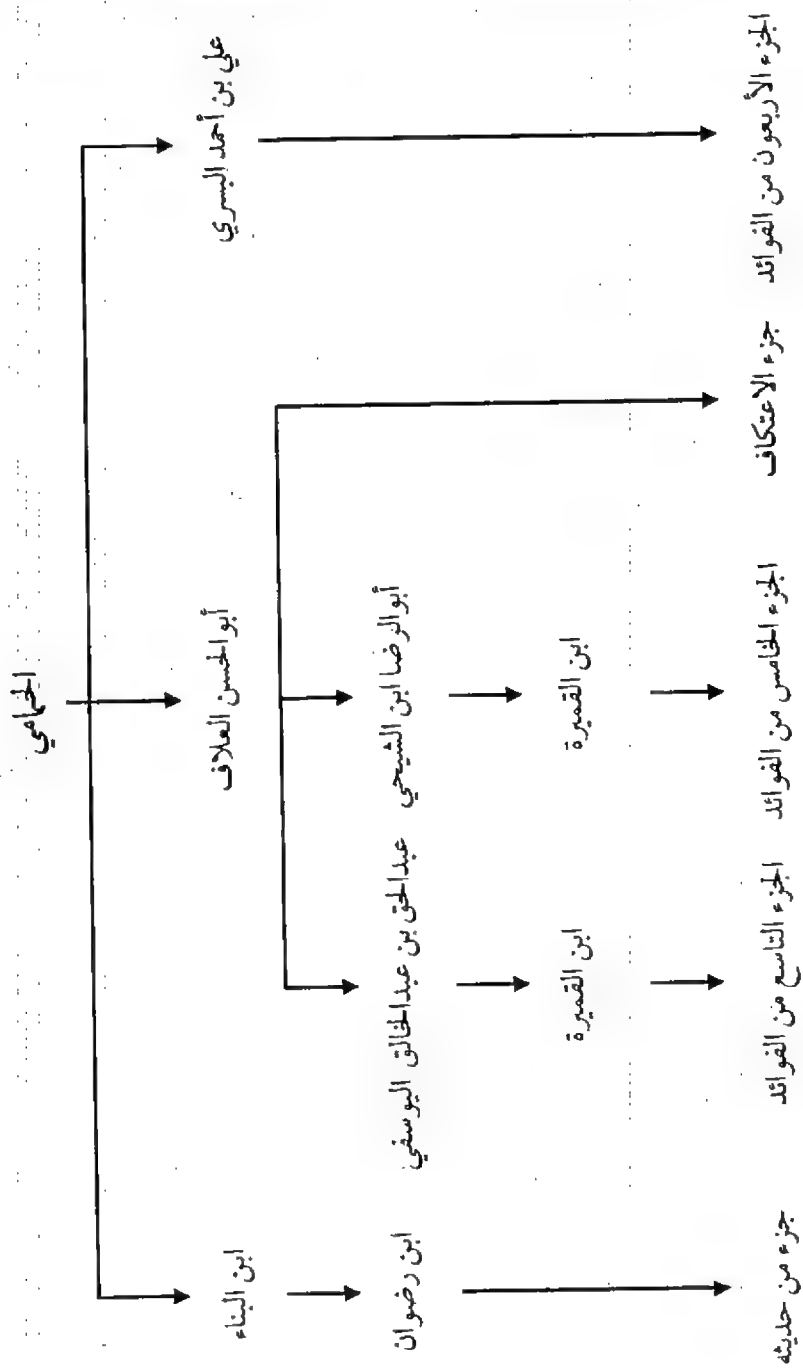 الحمامي
علي بن أحمد البسري
أبو الحسن العلاف
ابن البناء
أبو الرضا ابن الشيحي
عبدالحق بن عبدالخالق اليوسفي
ابن رضوان
ابن القميرة
ابن القميرة
الجزء الأربعون من الفوائد
جزء الاعتكاف
الجزء الخامس من الفوائد
الجزء التاسع من الفوائد
جزء من حديثه